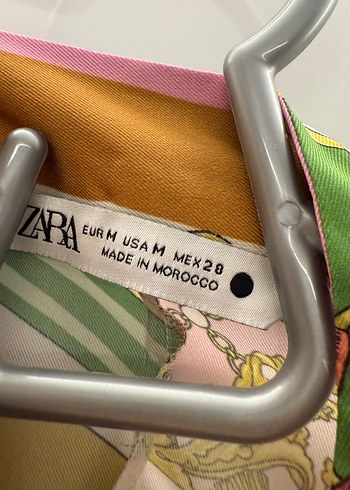 ZARA
EUR M USA M MEX 28
MADE IN MOROCCO